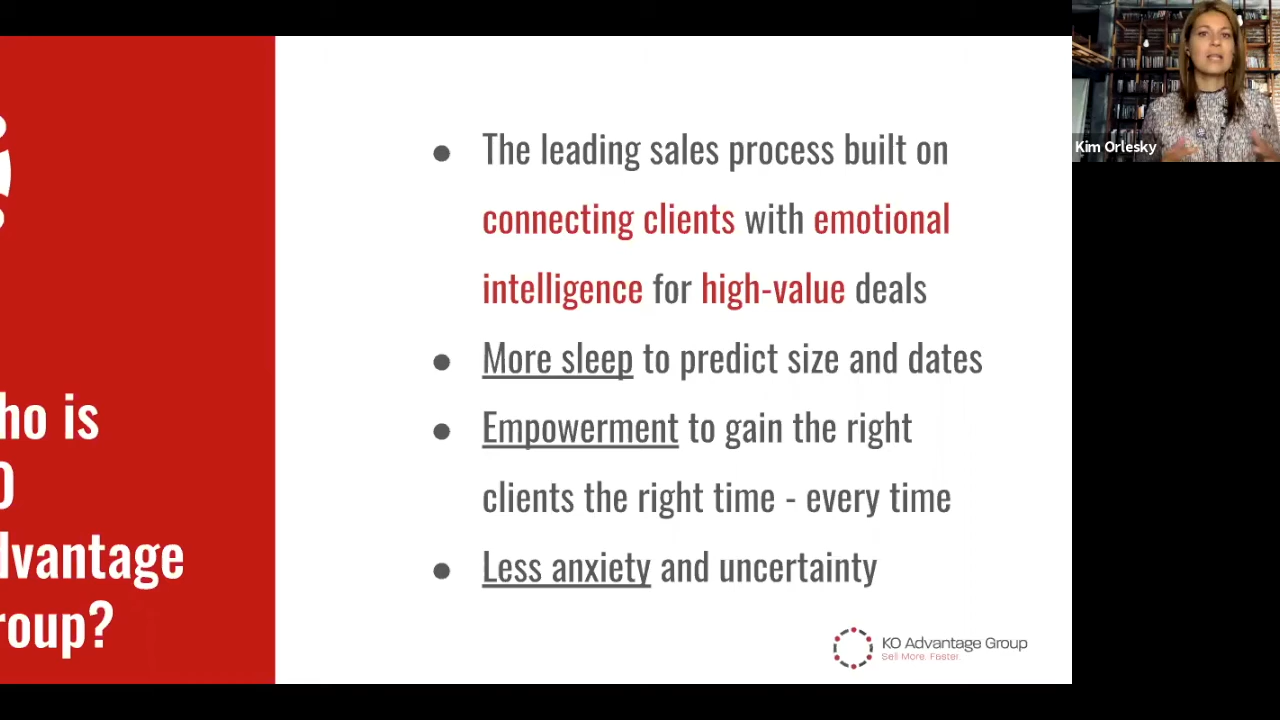 ho is
O
dvantage
roup?
● The leading sales process built on
connecting clients with emotional
intelligence for high-value deals
● More sleep to predict size and dates
● Empowerment to gain the right
clients the right time - every time
● Less anxiety and uncertainty
KO Advantage Group
Sell More. Faster.
Kim Orlesky